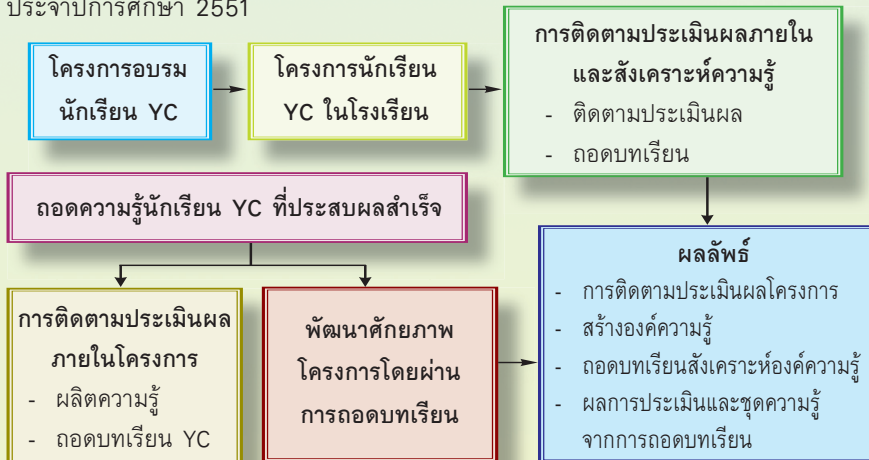 ประจำปีการศึกษา 2551
โครงการอบรม
นักเรียน YC
โครงการนักเรียน
YC ในโรงเรียน
การติดตามประเมินผลภายใน
และสังเคราะห์ความรู้
- ติดตามประเมินผล
- ถอดบทเรียน
ถอดความรู้นักเรียน YC ที่ประสบผลสำเร็จ
การติดตามประเมินผล
ภายในโครงการ
- ผลิตความรู้
- ถอดบทเรียน YC
พัฒนาศักยภาพ
โครงการโดยผ่าน
การถอดบทเรียน
ผลลัพธ์
- การติดตามประเมินผลโครงการ
- สร้างองค์ความรู้
- ถอดบทเรียนสังเคราะห์องค์ความรู้
- ผลการประเมินและชุดความรู้
จากการถอดบทเรียน